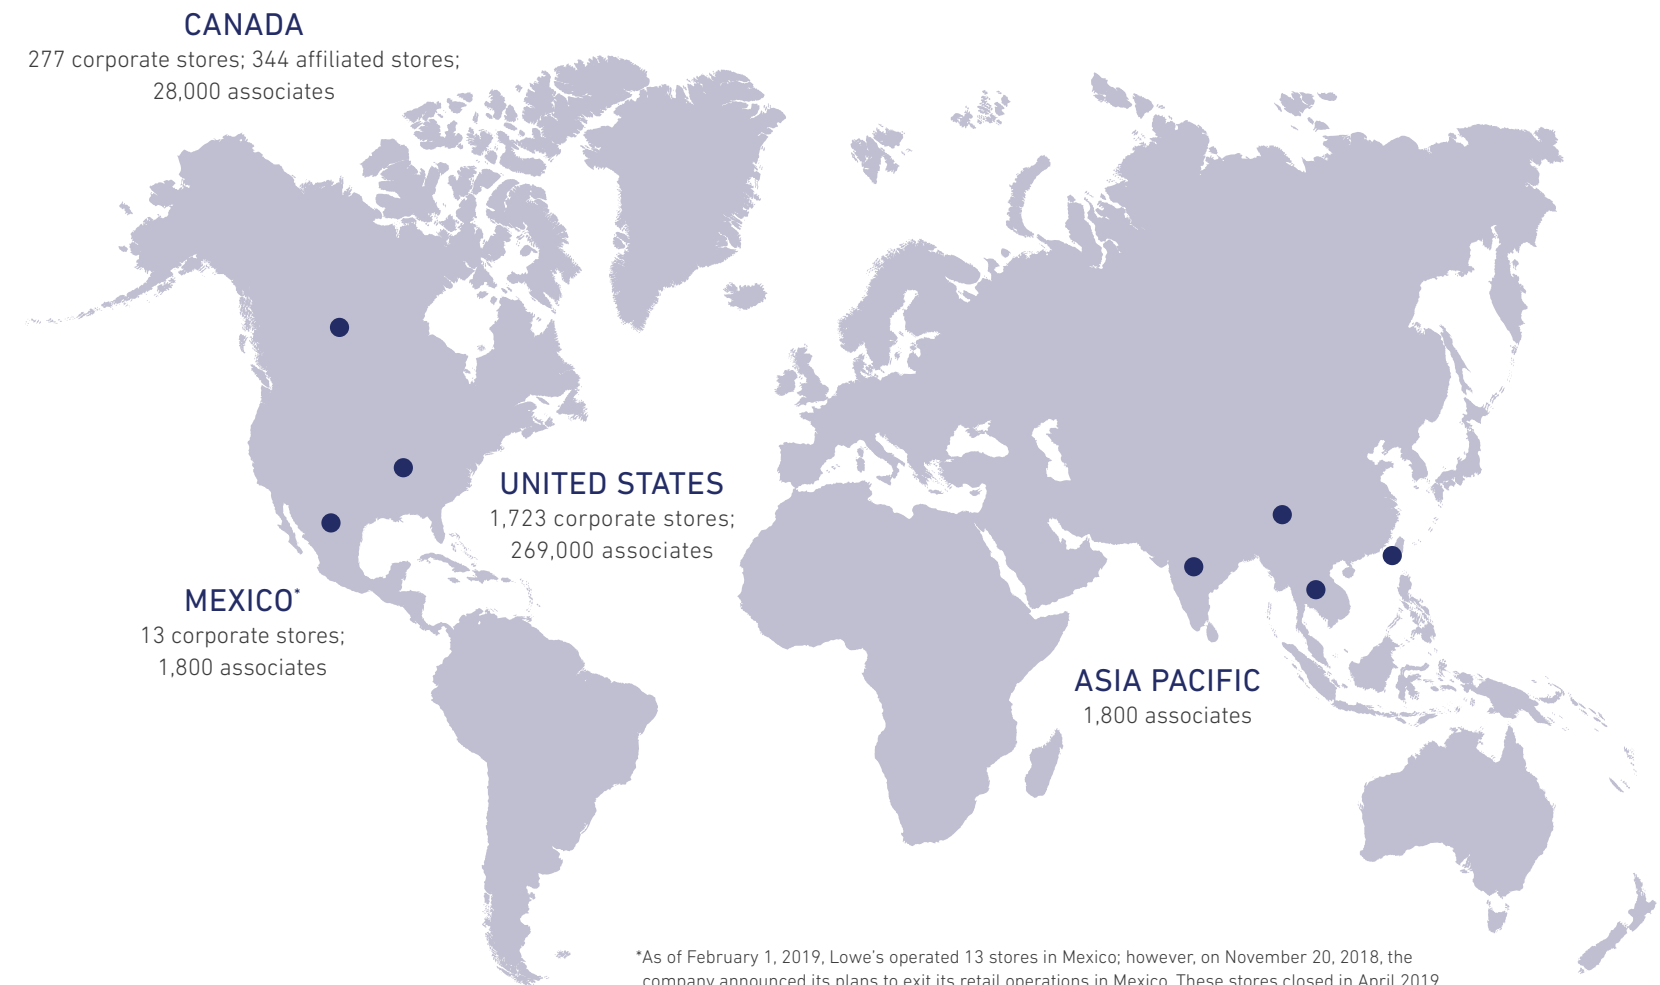 CANADA
277 corporate stores; 344 affiliated stores;
28,000 associates
UNITED STATES
1,723 corporate stores;
269,000 associates
MEXICO*
13 corporate stores;
1,800 associates
ASIA PACIFIC
1,800 associates
*As of February 1, 2019, Lowe’s operated 13 stores in Mexico; however, on November 20, 2018, the
company announced its plans to exit its retail operations in Mexico. These stores closed in April 2019.